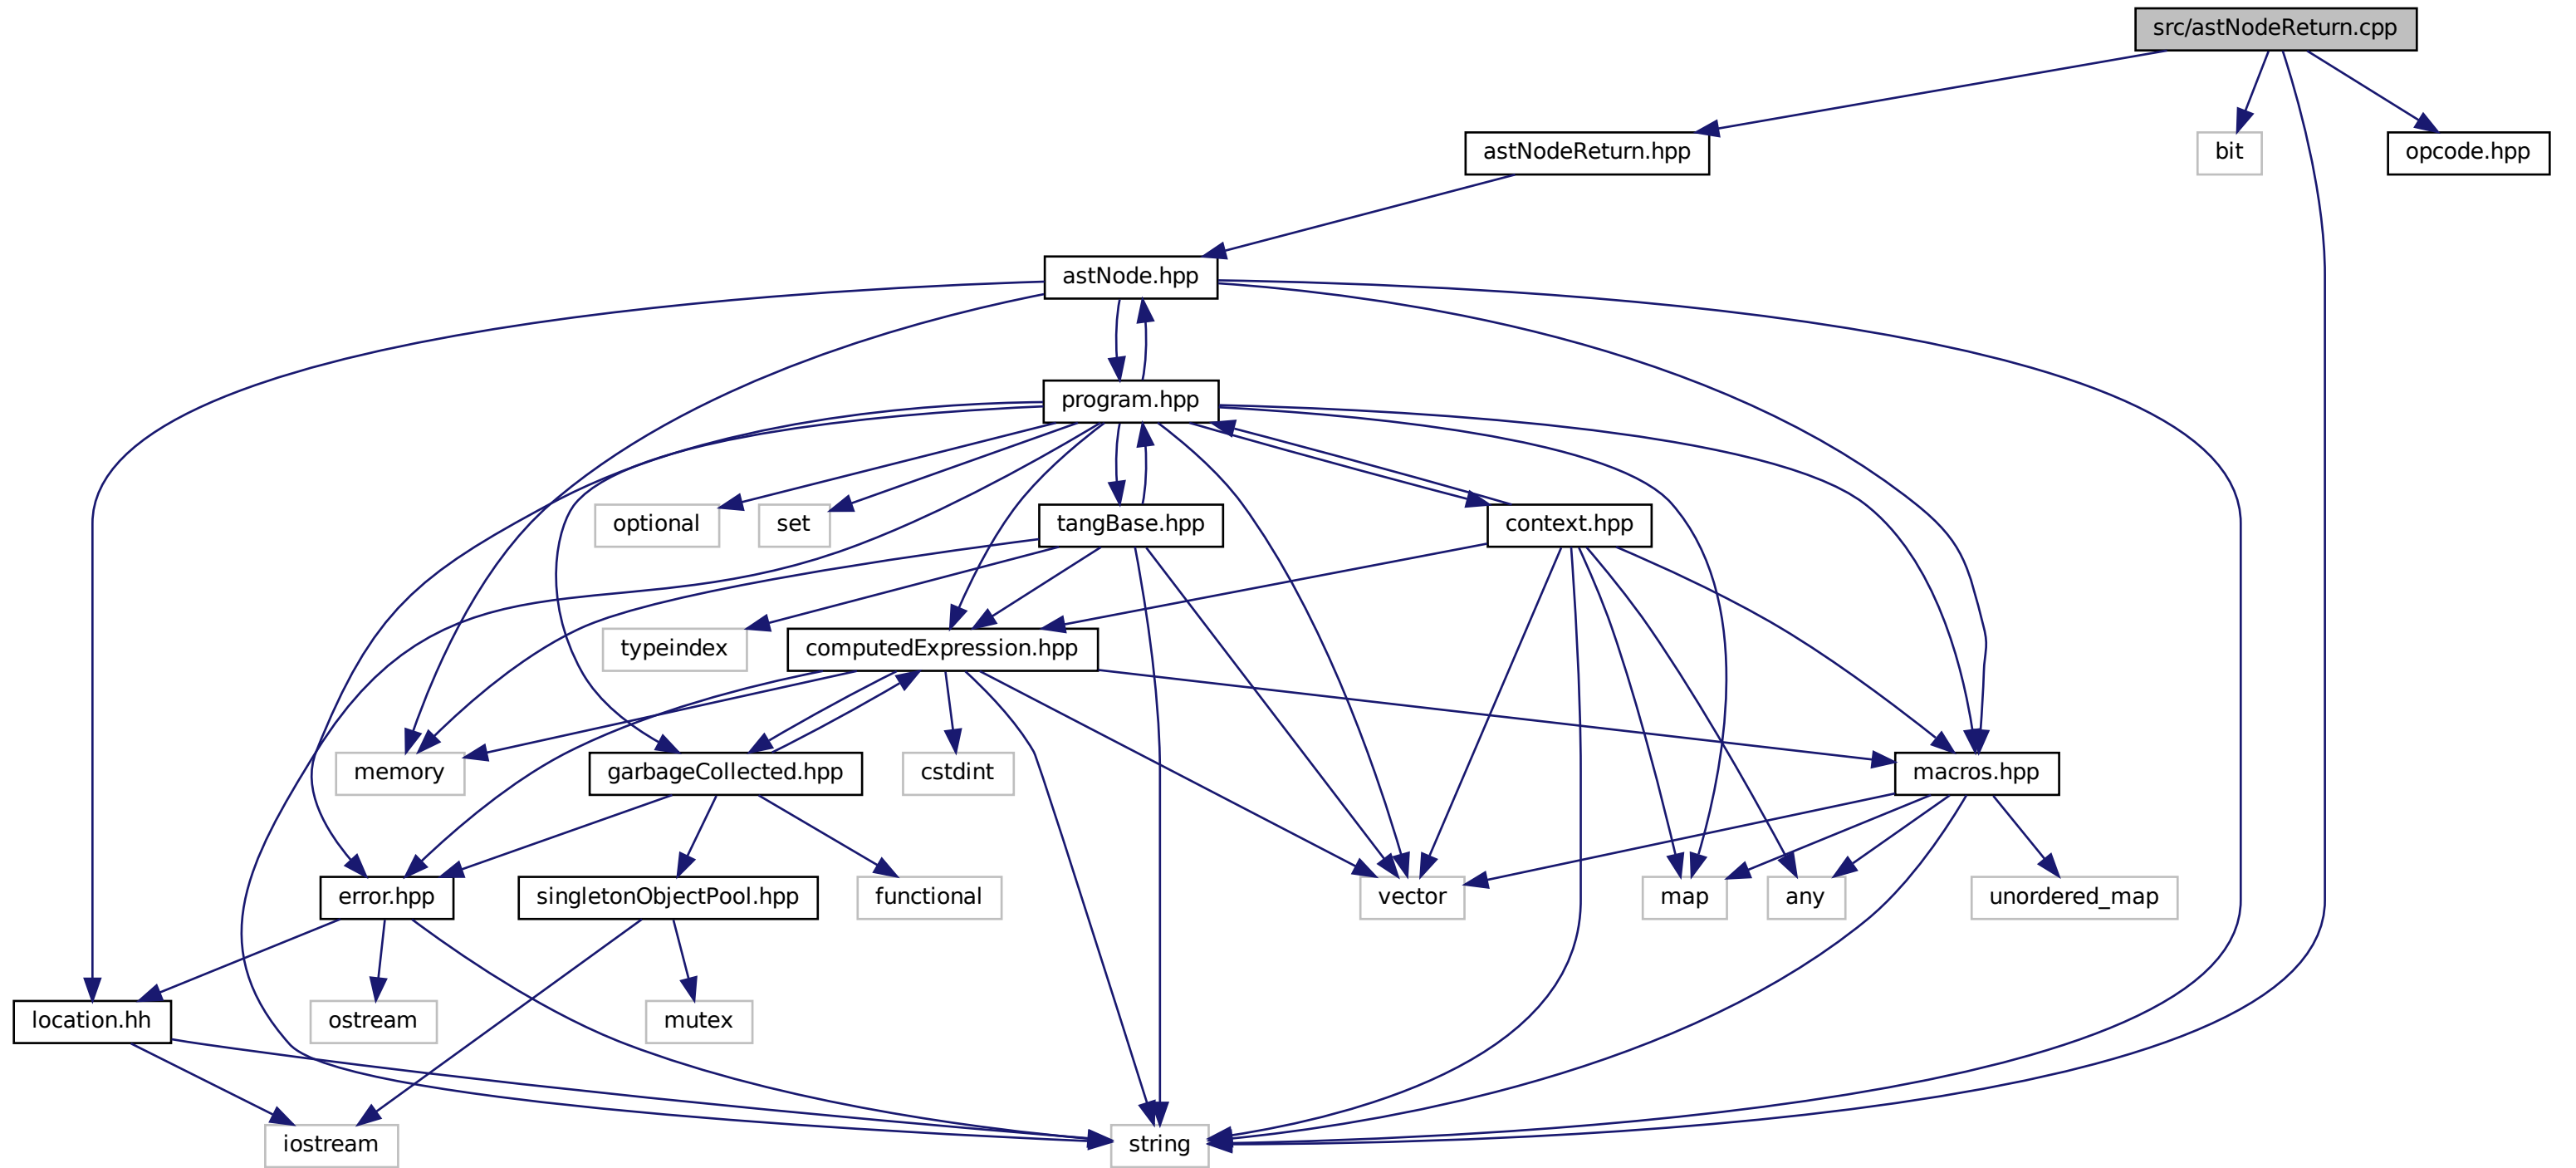 src/astNodeReturn.cpp
astNodeReturn.hpp
bit
opcode.hpp
astNode.hpp
program.hpp
optional
set
tangBase.hpp
context.hpp
typeindex
computedExpression.hpp
memory
garbageCollected.hpp
cstdint
macros.hpp
error.hpp
singletonObjectPool.hpp
functional
vector
map
any
unordered_map
location.hh
ostream
mutex
iostream
string